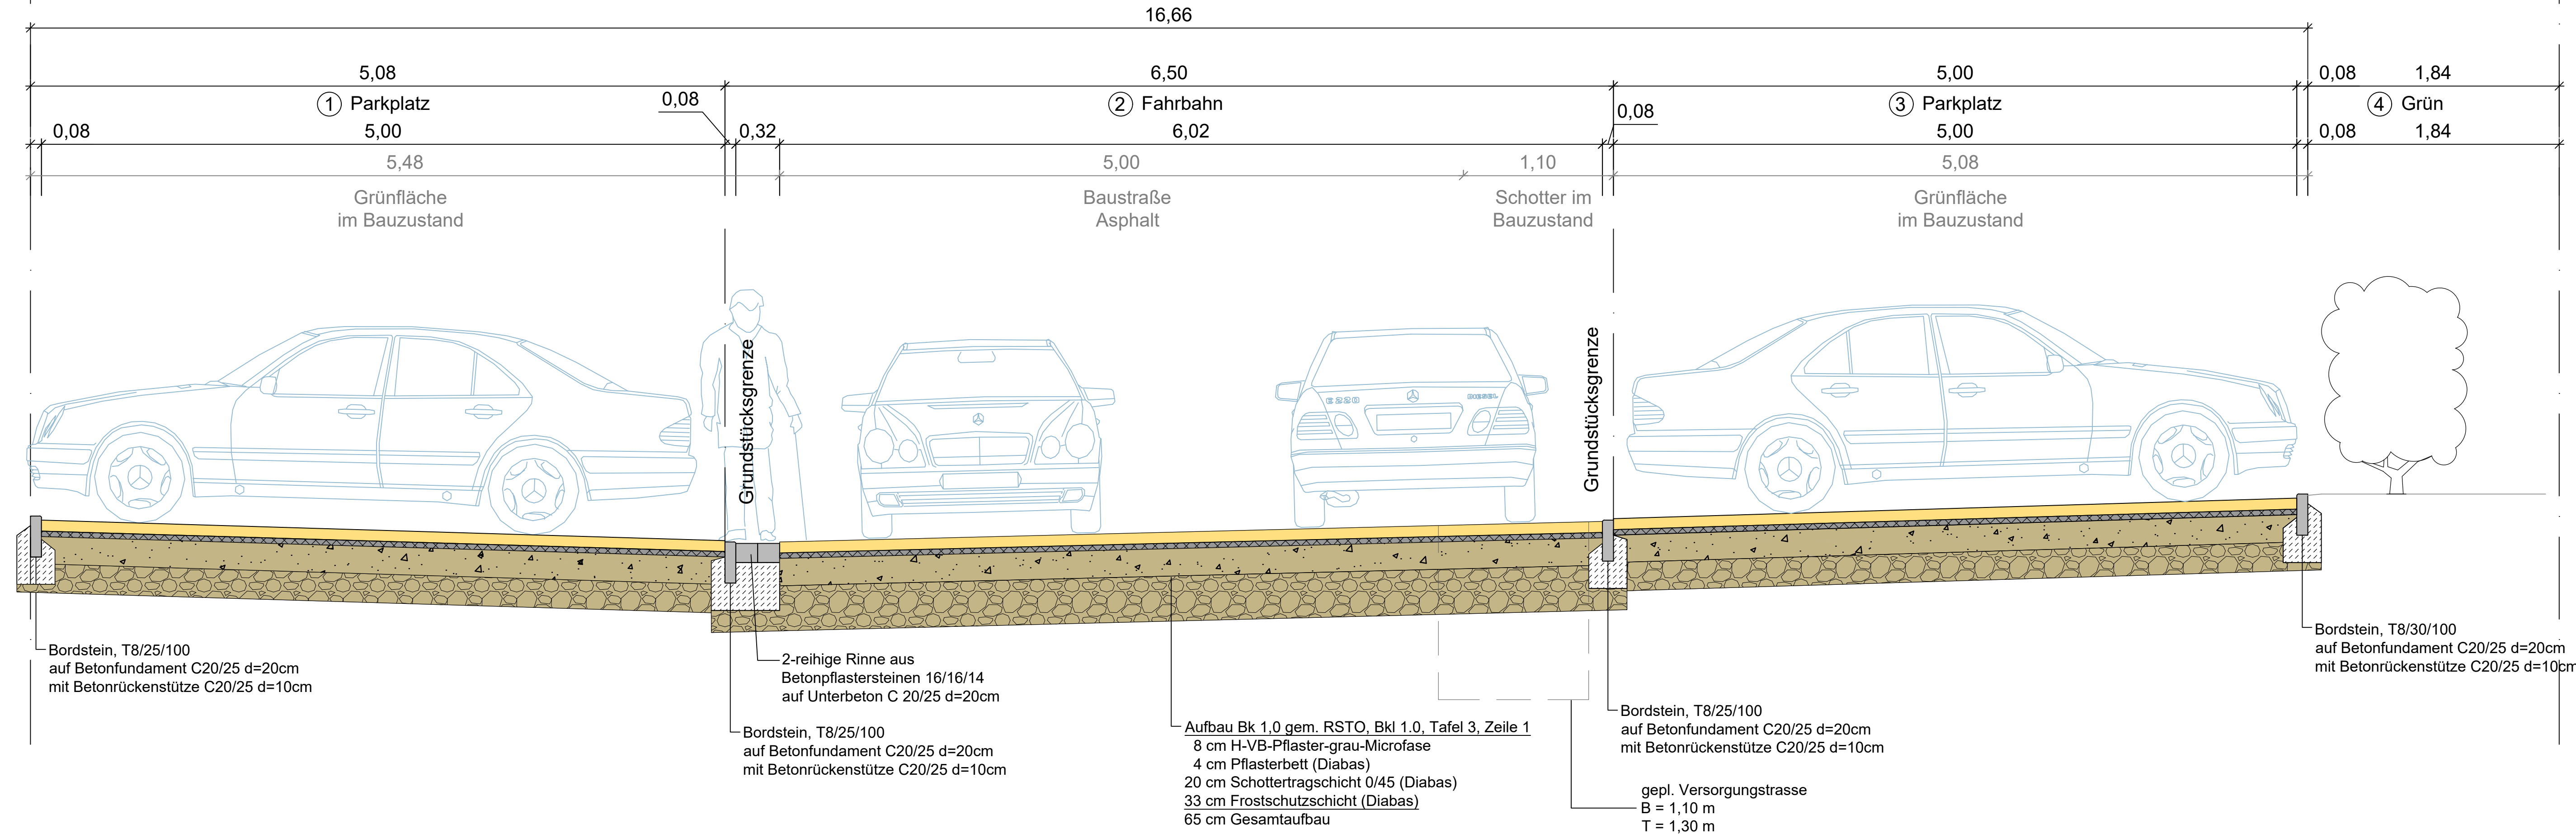 16,66
5,08
6,50
5,00
0,08
1,84
1 Parkplatz
0,08
2 Fahrbahn
0,08
3 Parkplatz
4 Grün
0,08
5,00
0,32
6,02
5,00
0,08
1,84
5,48
5,00
1,10
5,08
Grünfläche
im Bauzustand
Baustraße
Asphalt
Schotter im
Bauzustand
Grünfläche
im Bauzustand
Grundstücksgrenze
E 220
DIESEL
Grundstücksgrenze
Bordstein, T8/25/100
auf Betonfundament C20/25 d=20cm
mit Betonrückenstütze C20/25 d=10cm
2-reihige Rinne aus
Betonpflastersteinen 16/16/14
auf Unterbeton C 20/25 d=20cm
Bordstein, T8/25/100
auf Betonfundament C20/25 d=20cm
mit Betonrückenstütze C20/25 d=10cm
Aufbau Bk 1,0 gem. RSTO, Bkl 1.0, Tafel 3, Zeile 1
8 cm H-VB-Pflaster-grau-Microfase
4 cm Pflasterbett (Diabas)
20 cm Schottertragschicht 0/45 (Diabas)
33 cm Frostschutzschicht (Diabas)
65 cm Gesamtaufbau
Bordstein, T8/25/100
auf Betonfundament C20/25 d=20cm
mit Betonrückenstütze C20/25 d=10cm
gepl. Versorgungstrasse
B = 1,10 m
T = 1,30 m
Bordstein, T8/30/100
auf Betonfundament C20/25 d=20cm
mit Betonrückenstütze C20/25 d=10cm